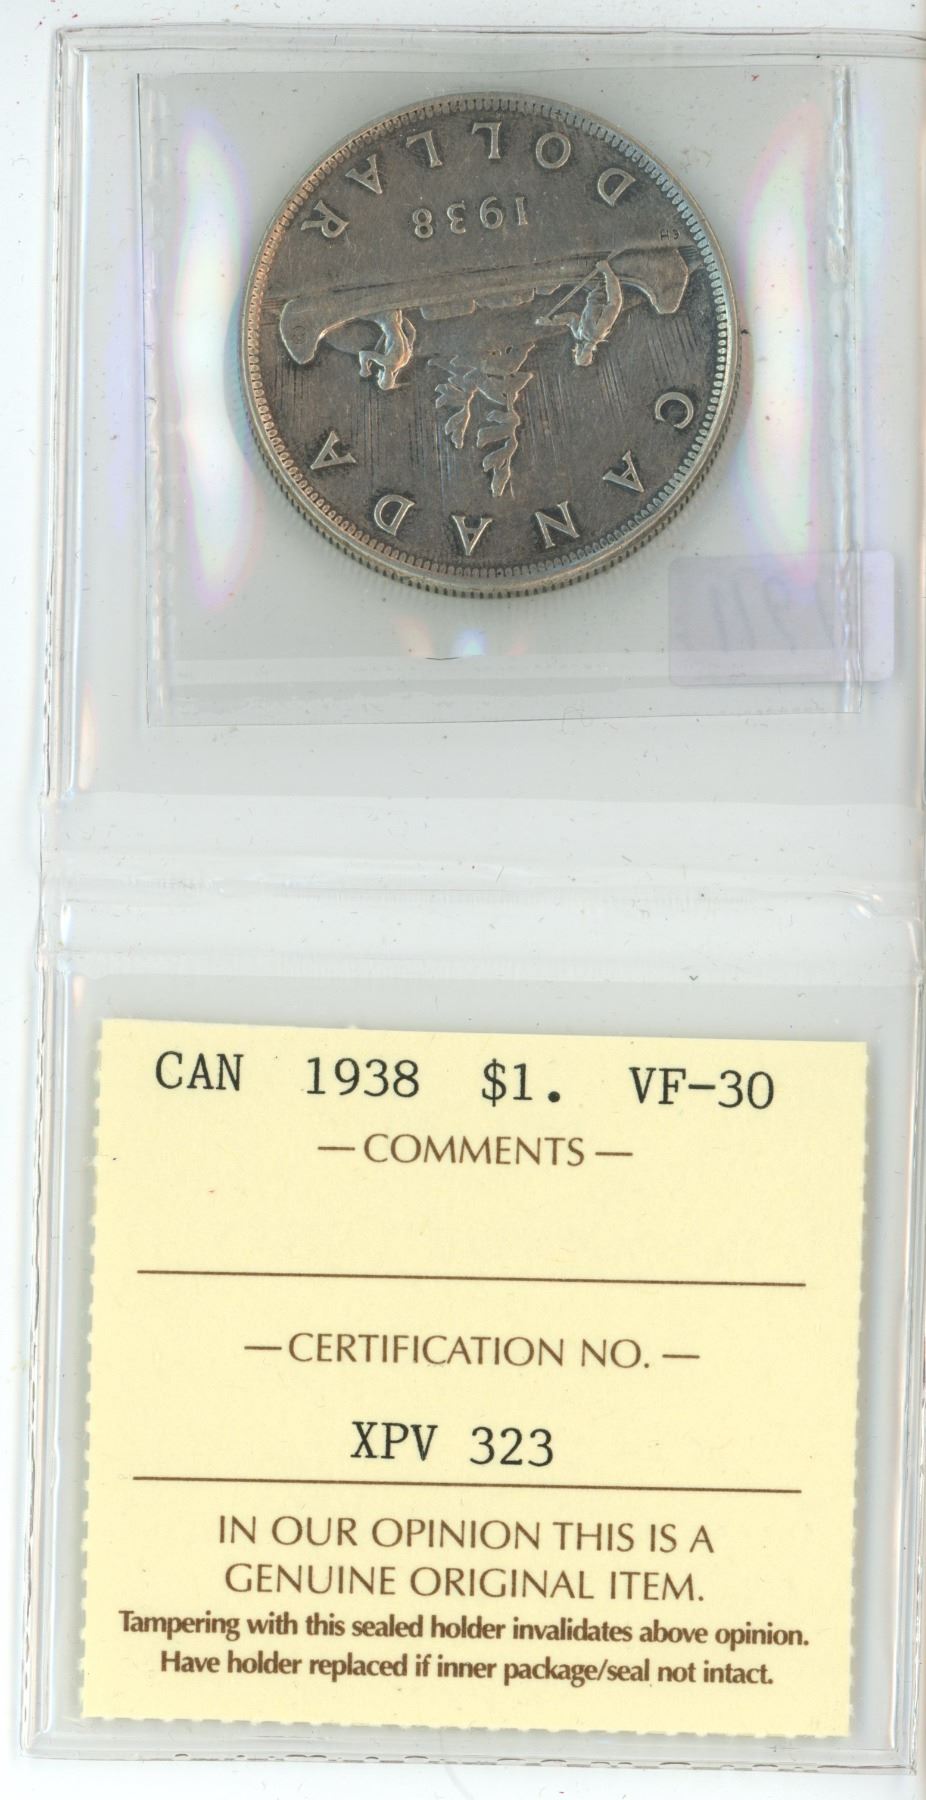 CANADA
1938
DOLLAR
CAN 1938 $1. VF-30
— COMMENTS —
— CERTIFICATION NO. —
XPV 323
IN OUR OPINION THIS IS A
GENUINE ORIGINAL ITEM.
Tampering with this sealed holder invalidates above opinion.
Have holder replaced if inner package/seal not intact.